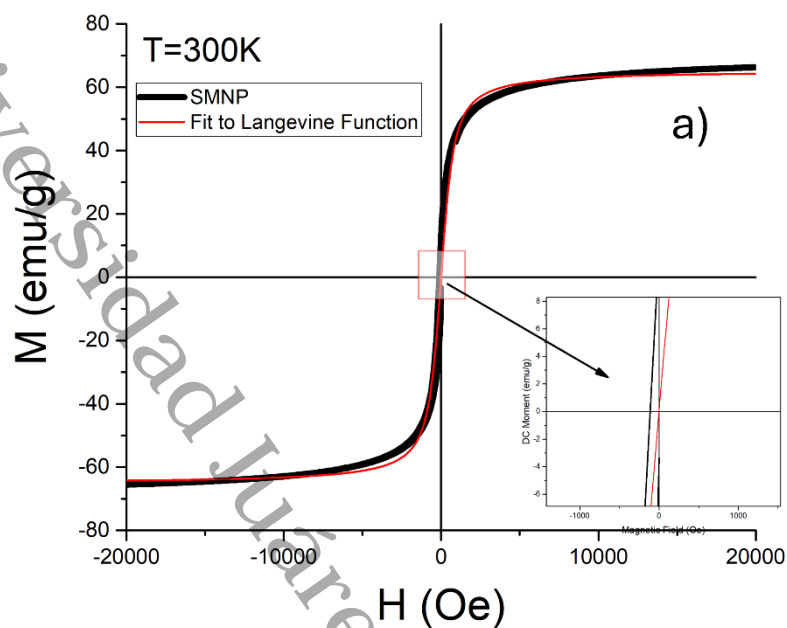 T=300K
SMNP
Fit to Langevine Function
a)
M (emu/g)
80
60
40
20
0
-20
-40
-60
-80
-20000
-10000
0
10000
20000
H (Oe)
DC Moment (emu/g)
8
6
4
2
0
-2
-4
-6
-1000
0
1000
Magnetic Field (Oe)
versidad Juáre